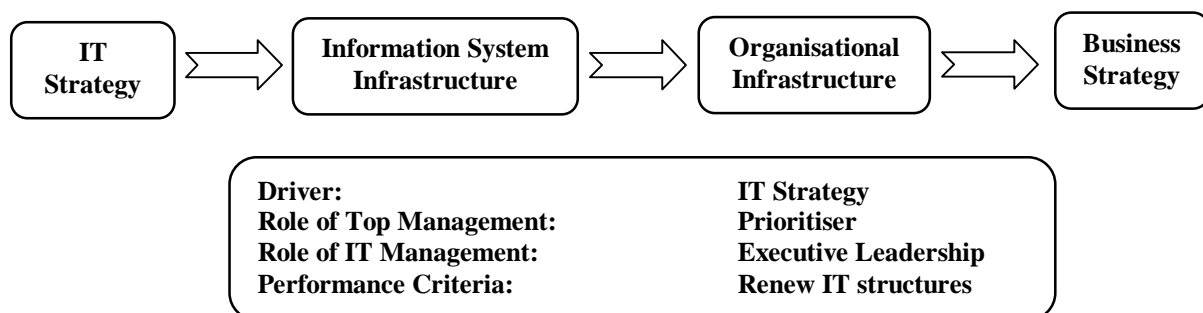 IT
Strategy
Information System
Infrastructure
Organisational
Infrastructure
Business
Strategy
Driver: IT Strategy
Role of Top Management: Prioritiser
Role of IT Management: Executive Leadership
Performance Criteria: Renew IT structures